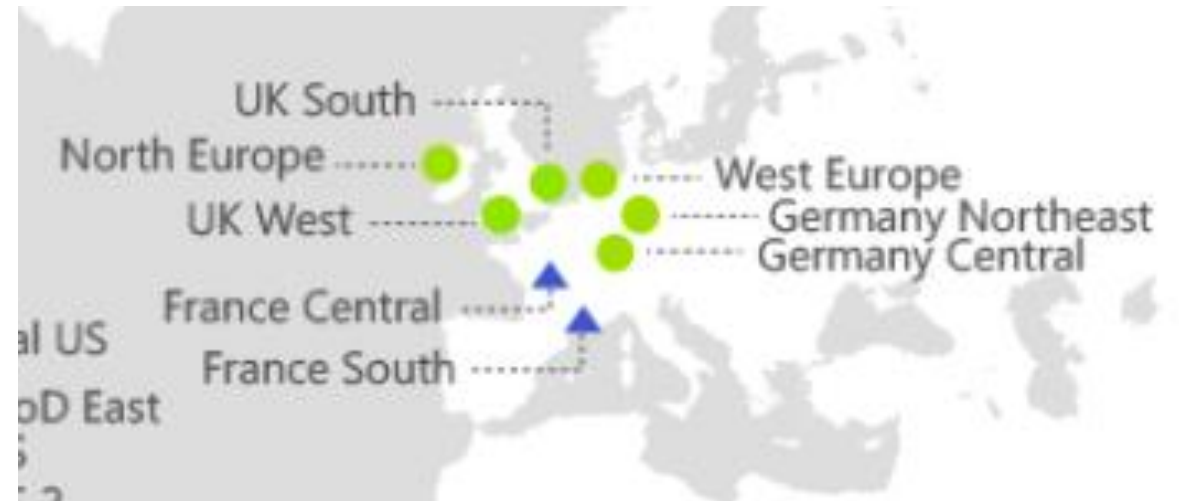 UK South
North Europe
West Europe
UK West
Germany Northeast
Germany Central
France Central
al US
France South
oD East